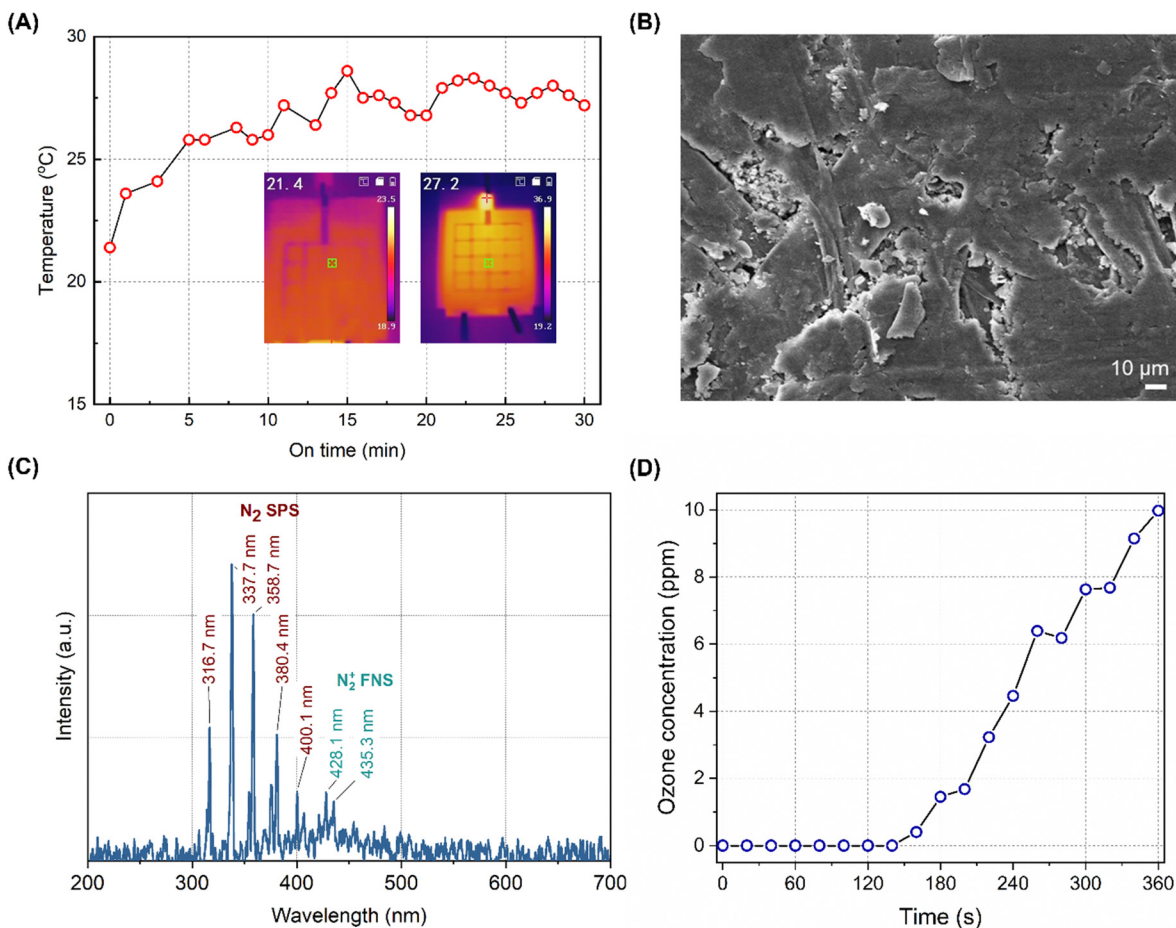 (A)
30
25
20
15
Temperature (°C)
0 5 10 15 20 25 30
On time (min)
21.4
23.5
18.9
27.2
36.9
19.2
(B)
10 µm
(C)
Intensity (a.u.)
N₂ SPS
316.7 nm
337.7 nm
358.7 nm
380.4 nm
400.1 nm
N₂⁺ FNS
428.1 nm
435.3 nm
200 300 400 500 600 700
Wavelength (nm)
(D)
10
8
6
4
2
0
Ozone concentration (ppm)
0 60 120 180 240 300 360
Time (s)